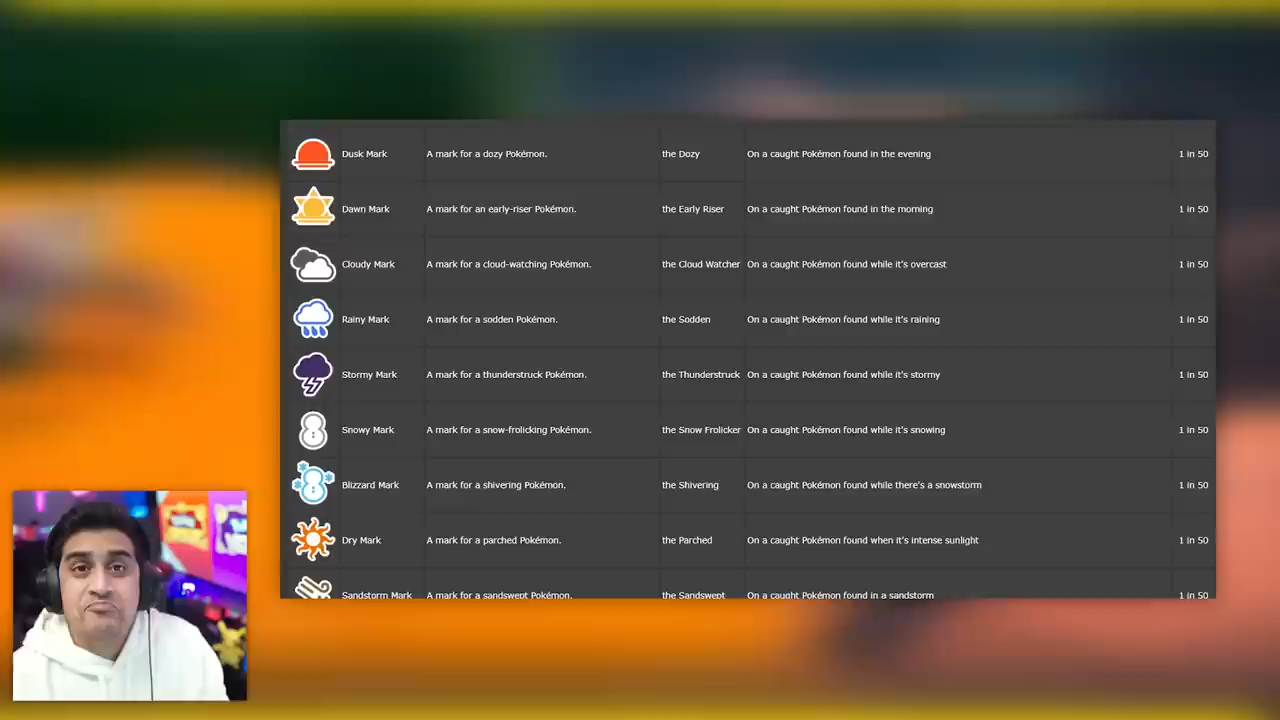 Dusk Mark A mark for a dozy Pokémon. the Dozy On a caught Pokémon found in the evening 1 in 50
Dawn Mark A mark for an early-riser Pokémon. the Early Riser On a caught Pokémon found in the morning 1 in 50
Cloudy Mark A mark for a cloud-watching Pokémon. the Cloud Watcher On a caught Pokémon found while it's overcast 1 in 50
Rainy Mark A mark for a sodden Pokémon. the Sodden On a caught Pokémon found while it's raining 1 in 50
Stormy Mark A mark for a thunderstruck Pokémon. the Thunderstruck On a caught Pokémon found while it's stormy 1 in 50
Snowy Mark A mark for a snow-frolicking Pokémon. the Snow Frolicker On a caught Pokémon found while it's snowing 1 in 50
Blizzard Mark A mark for a shivering Pokémon. the Shivering On a caught Pokémon found while there's a snowstorm 1 in 50
Dry Mark A mark for a parched Pokémon. the Parched On a caught Pokémon found when it's intense sunlight 1 in 50
Sandstorm Mark A mark for a sandswept Pokémon. the Sandswept On a caught Pokémon found in a sandstorm 1 in 50